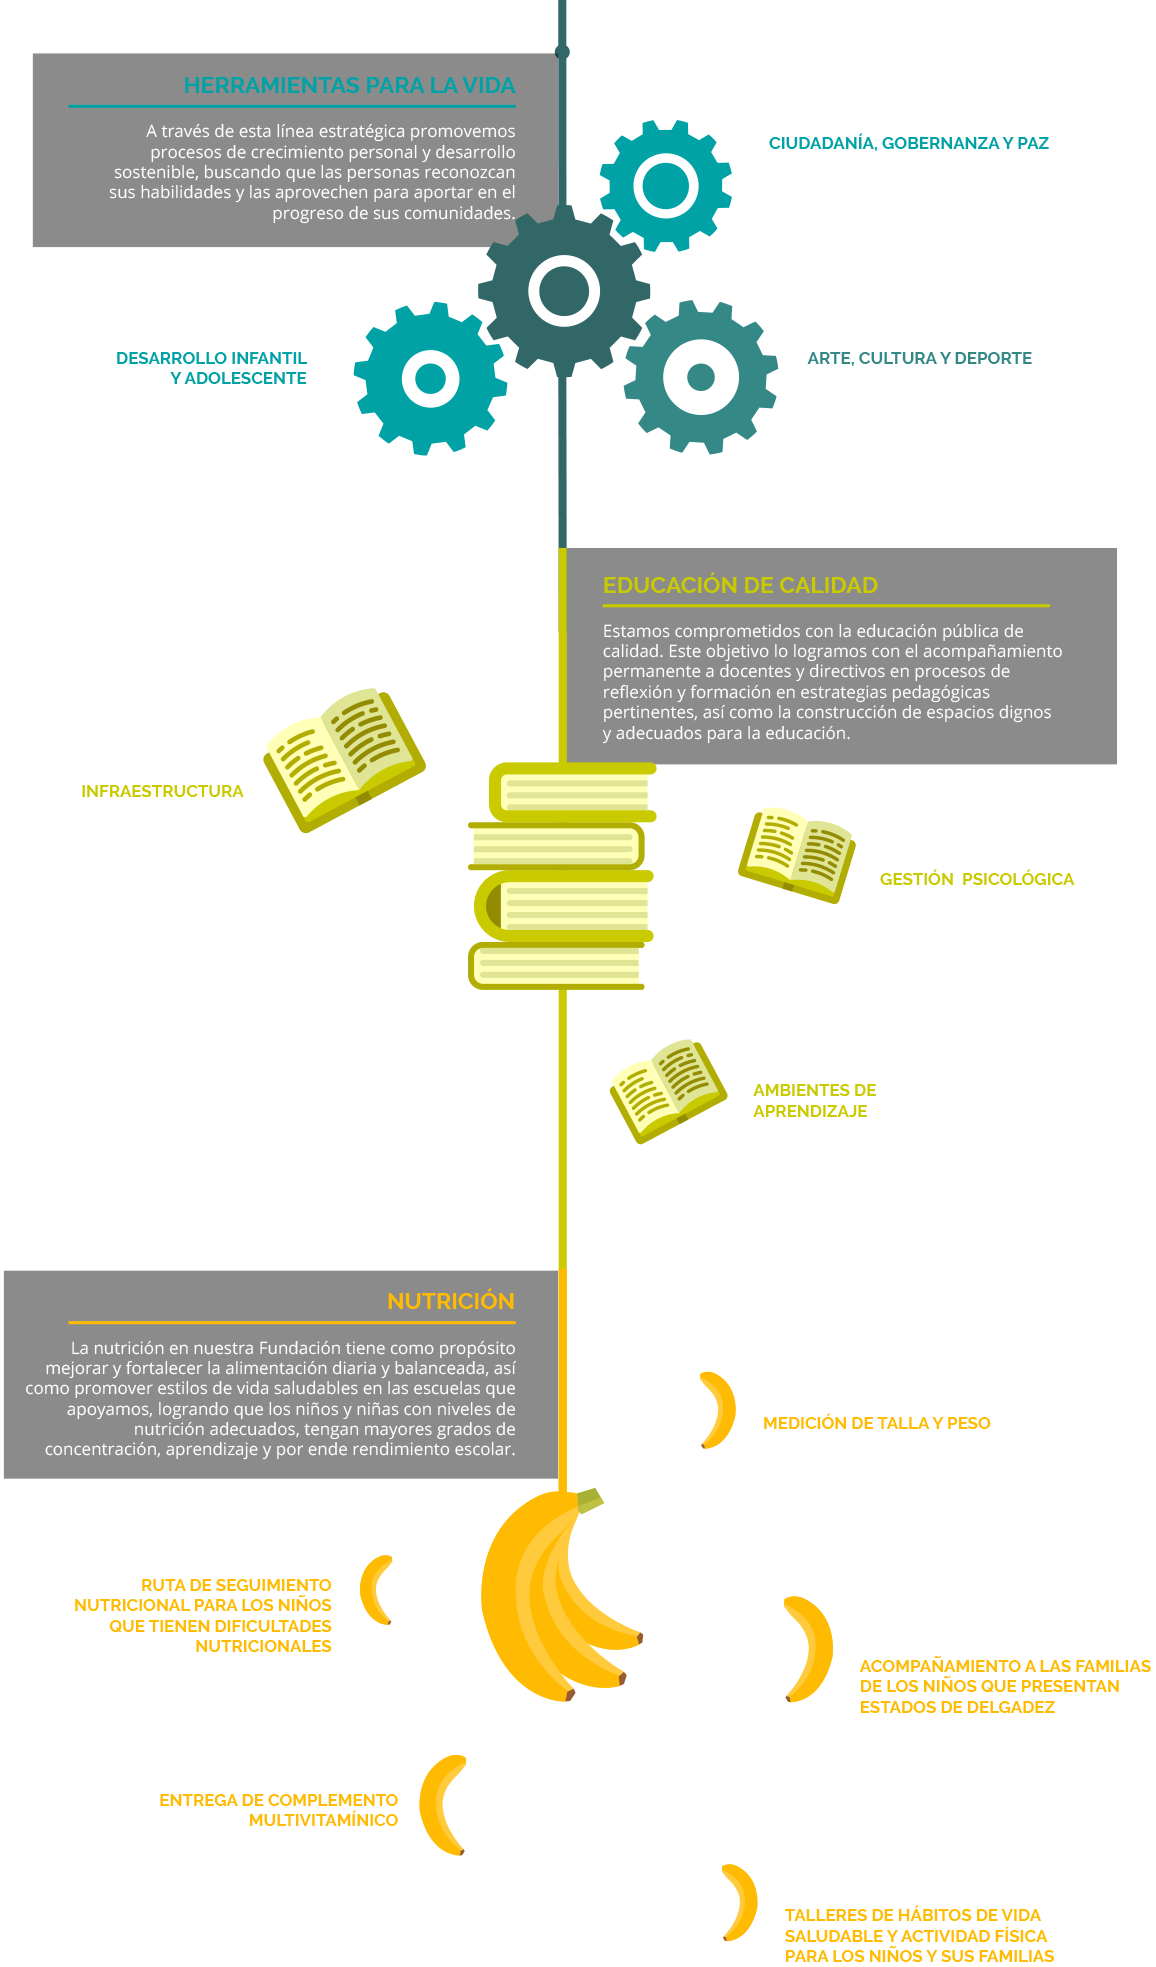 HERRAMIENTAS PARA LA VIDA
A través de esta línea estratégica promovemos
procesos de crecimiento personal y desarrollo
sostenible, buscando que las personas reconozcan
sus habilidades y las aprovechen para aportar en el
progreso de sus comunidades.
CIUDADANÍA, GOBERNANZA Y PAZ
DESARROLLO INFANTIL
Y ADOLESCENTE
ARTE, CULTURA Y DEPORTE
EDUCACIÓN DE CALIDAD
Estamos comprometidos con la educación pública de
calidad. Este objetivo lo logramos con el acompañamiento
permanente a docentes y directivos en procesos de
reflexión y formación en estrategias pedagógicas
pertinentes, así como la construcción de espacios dignos
y adecuados para la educación.
INFRAESTRUCTURA
GESTIÓN  PSICOLÓGICA
AMBIENTES DE
APRENDIZAJE
NUTRICIÓN
La nutrición en nuestra Fundación tiene como propósito
mejorar y fortalecer la alimentación diaria y balanceada, así
como promover estilos de vida saludables en las escuelas que
apoyamos, logrando que los niños y niñas con niveles de
nutrición adecuados, tengan mayores grados de
concentración, aprendizaje y por ende rendimiento escolar.
MEDICIÓN DE TALLA Y PESO
RUTA DE SEGUIMIENTO
NUTRICIONAL PARA LOS NIÑOS
QUE TIENEN DIFICULTADES
NUTRICIONALES
ACOMPAÑAMIENTO A LAS FAMILIAS
DE LOS NIÑOS QUE PRESENTAN
ESTADOS DE DELGADEZ
ENTREGA DE COMPLEMENTO
MULTIVITAMÍNICO
TALLERES DE HÁBITOS DE VIDA
SALUDABLE Y ACTIVIDAD FÍSICA
PARA LOS NIÑOS Y SUS FAMILIAS